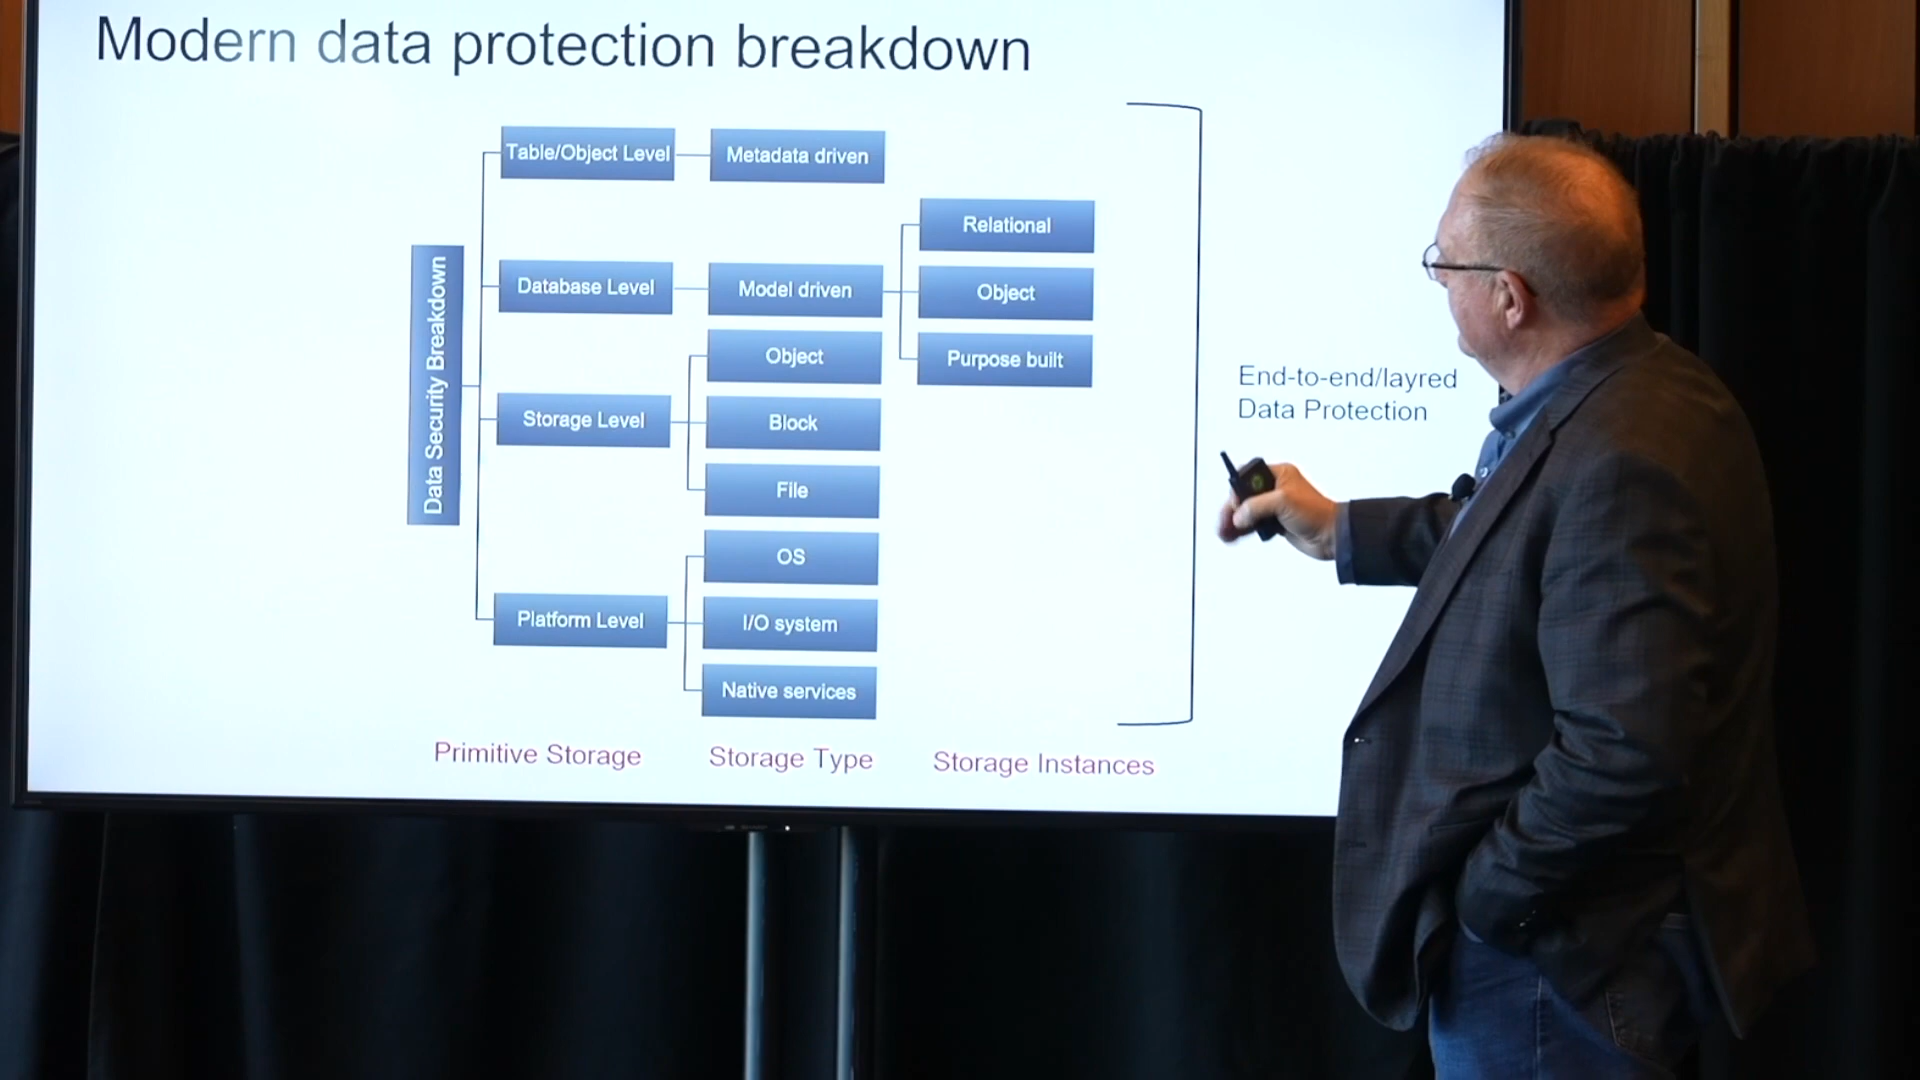 Modern data protection breakdown
Data Security Breakdown
Table/Object Level
Metadata driven
Database Level
Model driven
Relational
Object
Purpose built
Storage Level
Object
Block
File
Platform Level
OS
I/O system
Native services
Primitive Storage
Storage Type
Storage Instances
End-to-end/layred
Data Protection